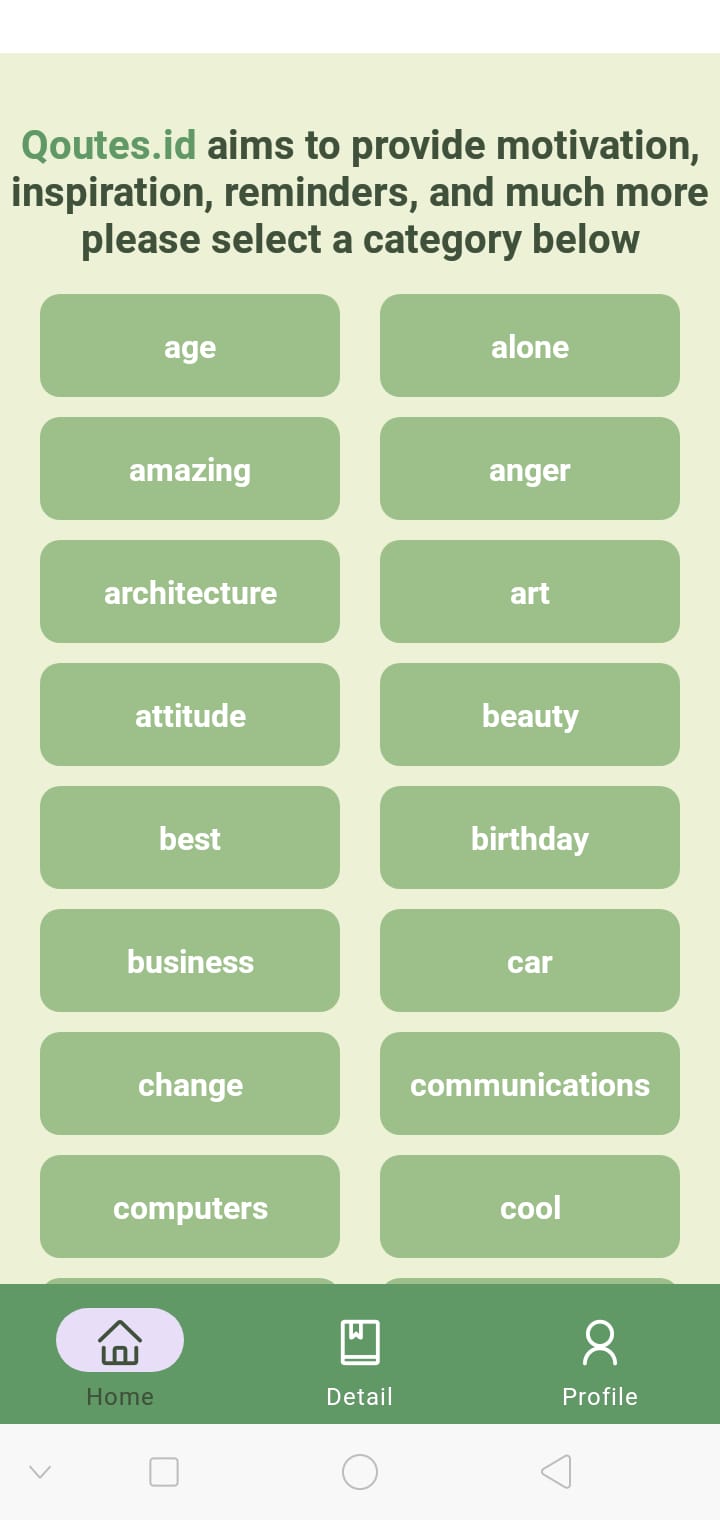 Qoutes.id aims to provide motivation,
inspiration, reminders, and much more
please select a category below
age
alone
amazing
anger
architecture
art
attitude
beauty
best
birthday
business
car
change
communications
computers
cool
Home
Detail
Profile